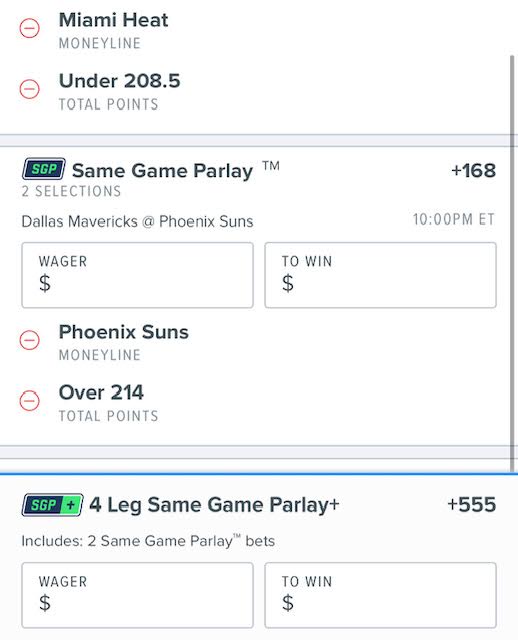 Miami Heat
MONEYLINE
Under 208.5
TOTAL POINTS
SGP Same Game Parlay ™ +168
2 SELECTIONS
Dallas Mavericks @ Phoenix Suns 10:00PM ET
WAGER TO WIN
$ $
Phoenix Suns
MONEYLINE
Over 214
TOTAL POINTS
SGP + 4 Leg Same Game Parlay+ +555
Includes: 2 Same Game Parlay™ bets
WAGER TO WIN
$ $